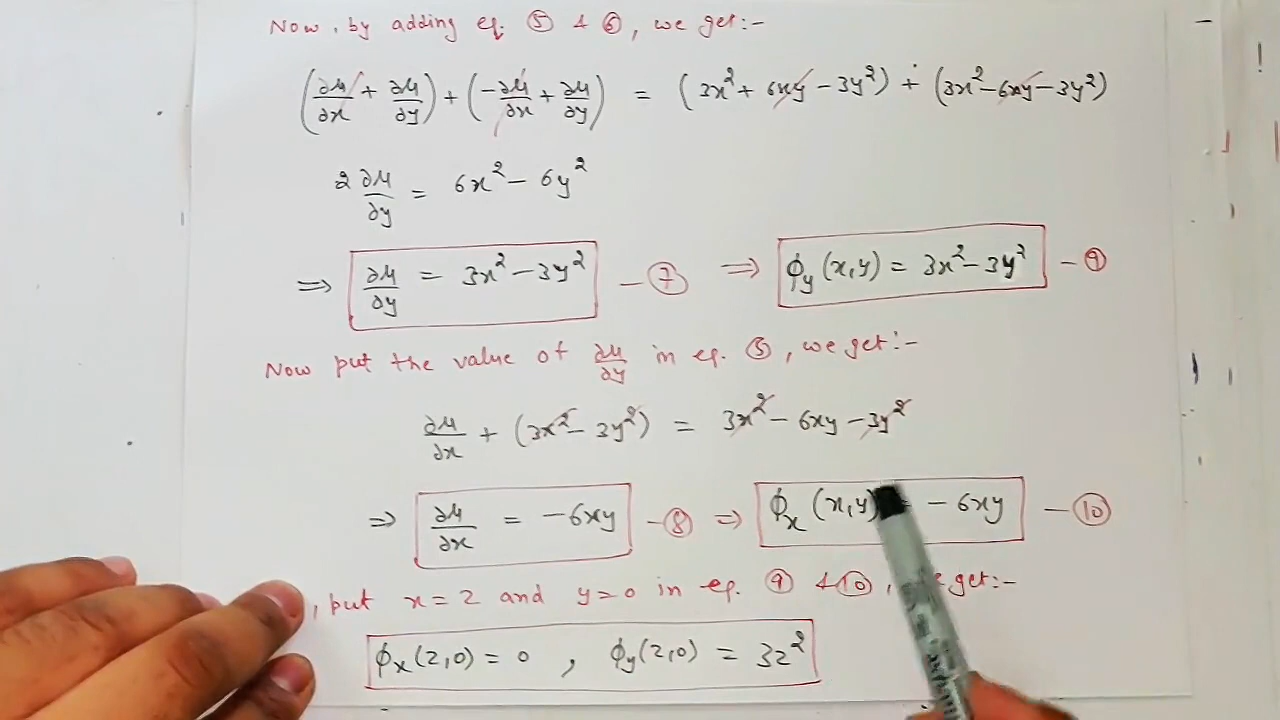 Now, by adding eq. ⑤ & ⑥, we get:-
(∂u/∂x + ∂u/∂y) + (-∂u/∂x + ∂u/∂y) = (3x² + 6xy - 3y²) + (3x² - 6xy - 3y²)
2 ∂u/∂y = 6x² - 6y²
⇒ ∂u/∂y = 3x² - 3y² - ⑦ ⇒ ϕy (x,y) = 3x² - 3y² - ⑨
Now put the value of ∂u/∂y in eq. ⑤, we get:-
∂u/∂x + (3x² - 3y²) = 3x² - 6xy - 3y²
⇒ ∂u/∂x = -6xy - ⑧ ⇒ ϕx (x,y) = -6xy - ⑩
, put x=2 and y=0 in eq. ⑨ & ⑩, get:-
ϕx (2,0) = 0 , ϕy (2,0) = 32²